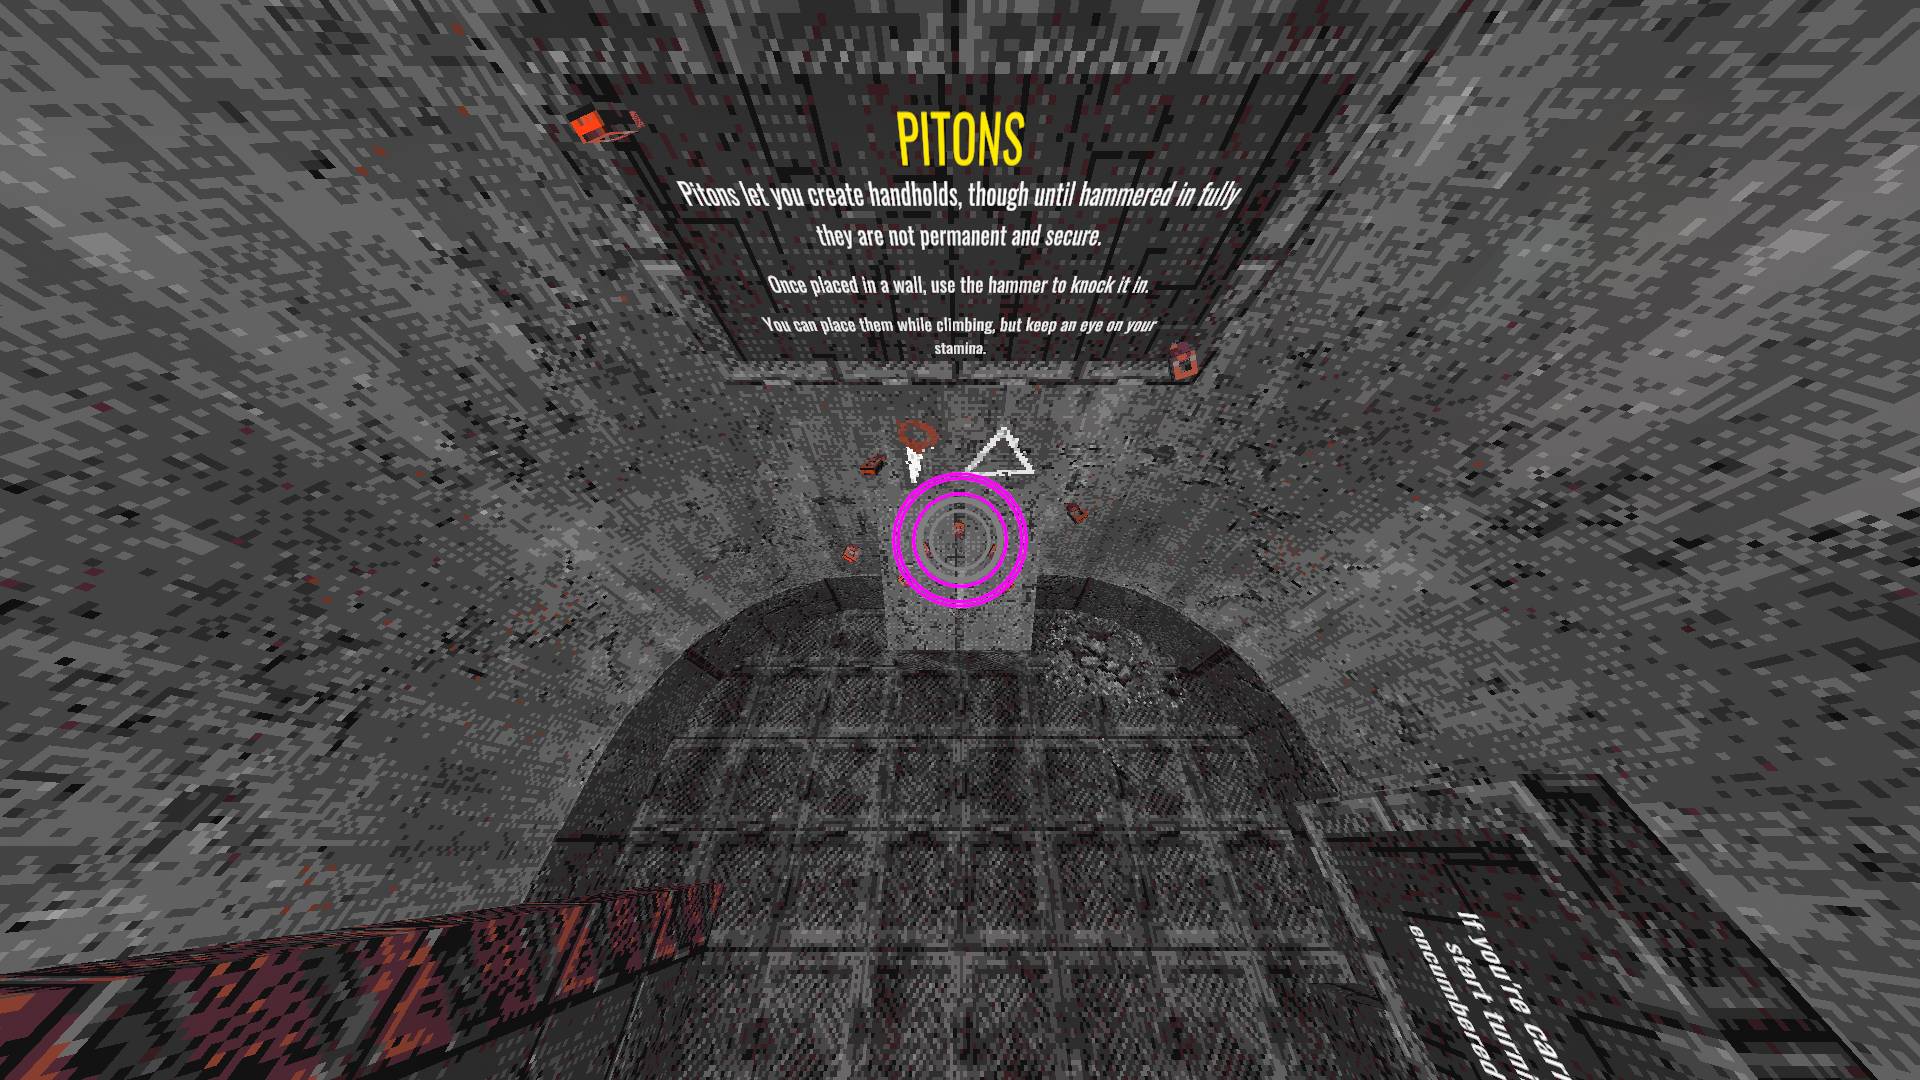 PITONS
Pitons let you create handholds, though until hammered in fully
they are not permanent and secure.
Once placed in a wall, use the hammer to knock it in.
You can place them while climbing, but keep an eye on your
stamina.
If you're
start
encumbered